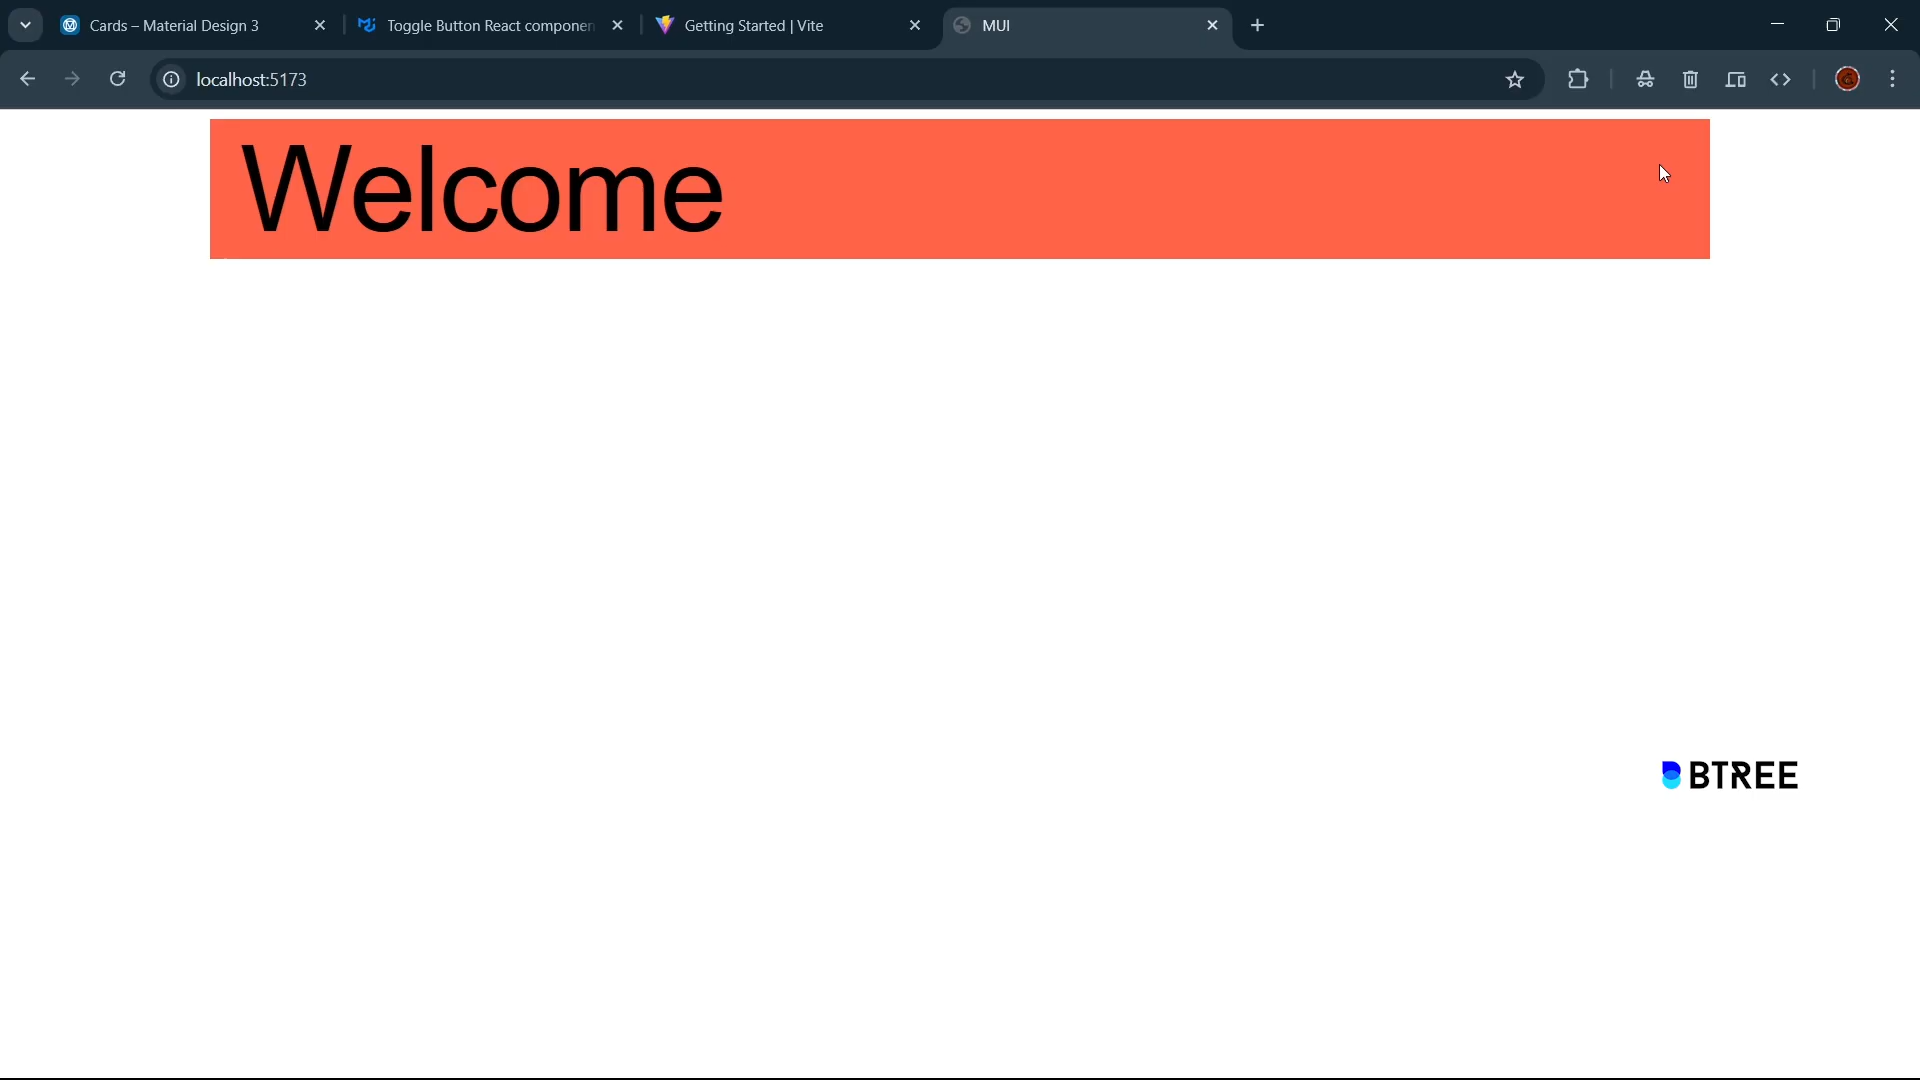 Cards – Material Design 3
Toggle Button React componen
Getting Started | Vite
MUI
localhost:5173
Welcome
BTREE